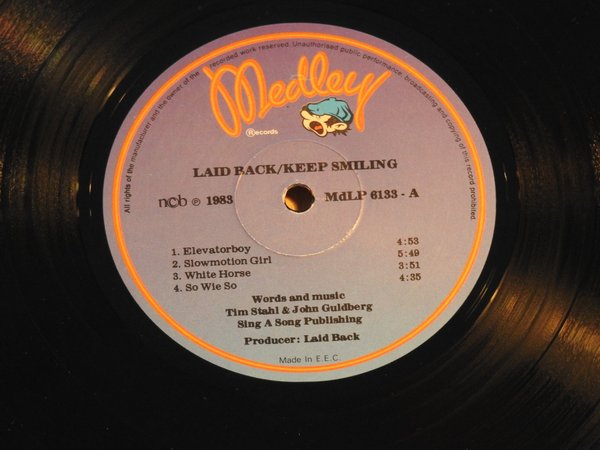 All rights of the manufacturer and the owner of the recorded work reserved. Unauthorised public performance, broadcasting and copying of this record prohibited.
Medley
Records
LAID BACK/KEEP SMILING
ncb ℗ 1983
MdLP 6133 - A
1. Elevatorboy 4:53
2. Slowmotion Girl 5:49
3. White Horse 3:51
4. So Wie So 4:35
Words and music
Tim Stahl & John Guldberg
Sing A Song Publishing
Producer: Laid Back
Made In E.E.C.